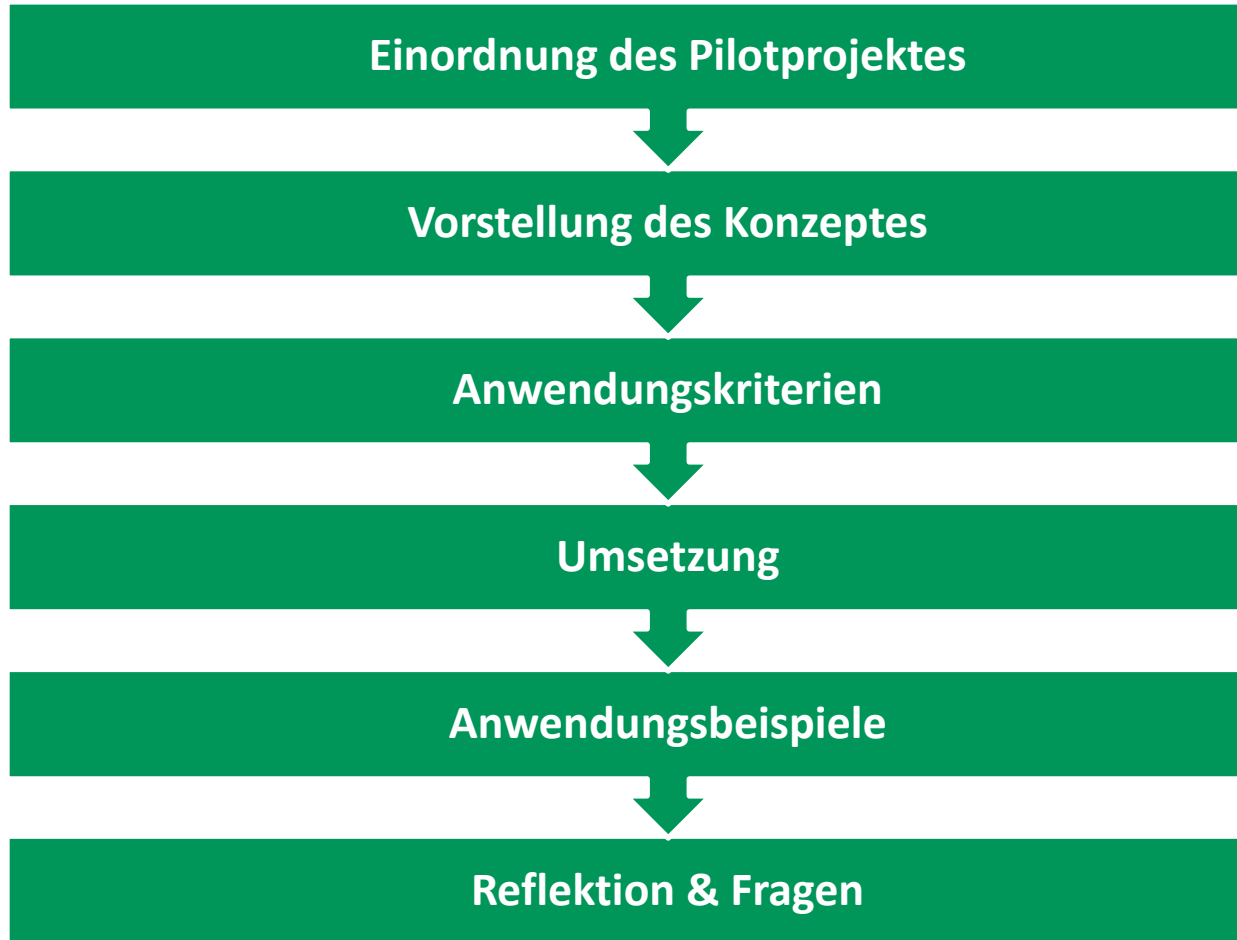 Einordnung des Pilotprojektes
Vorstellung des Konzeptes
Anwendungskriterien
Umsetzung
Anwendungsbeispiele
Reflektion & Fragen